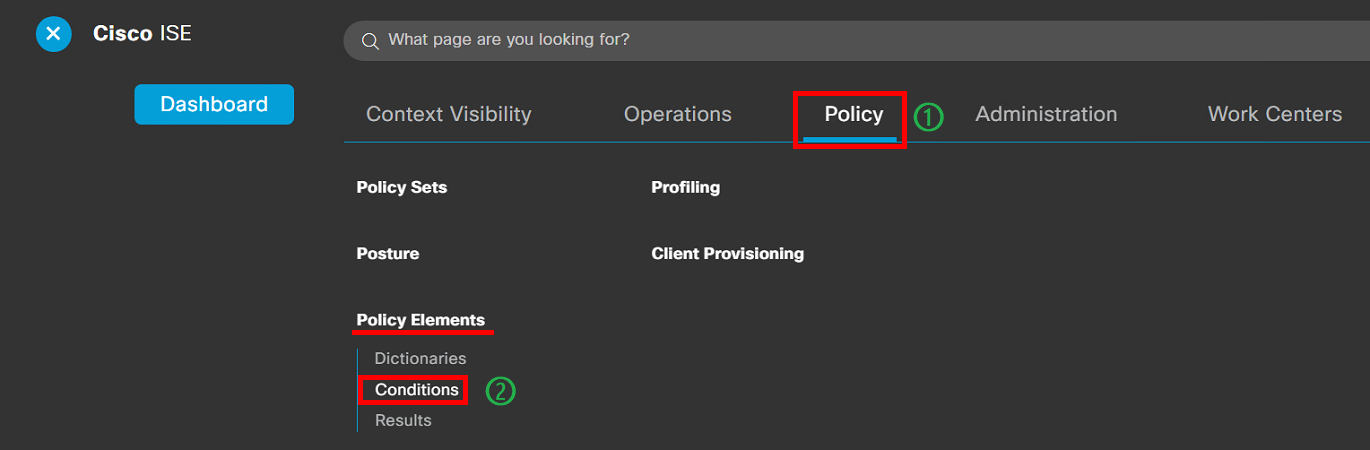 Cisco ISE
What page are you looking for?
Dashboard
Context Visibility Operations Policy ① Administration Work Centers
Policy Sets Profiling
Posture Client Provisioning
Policy Elements
Dictionaries
Conditions ②
Results